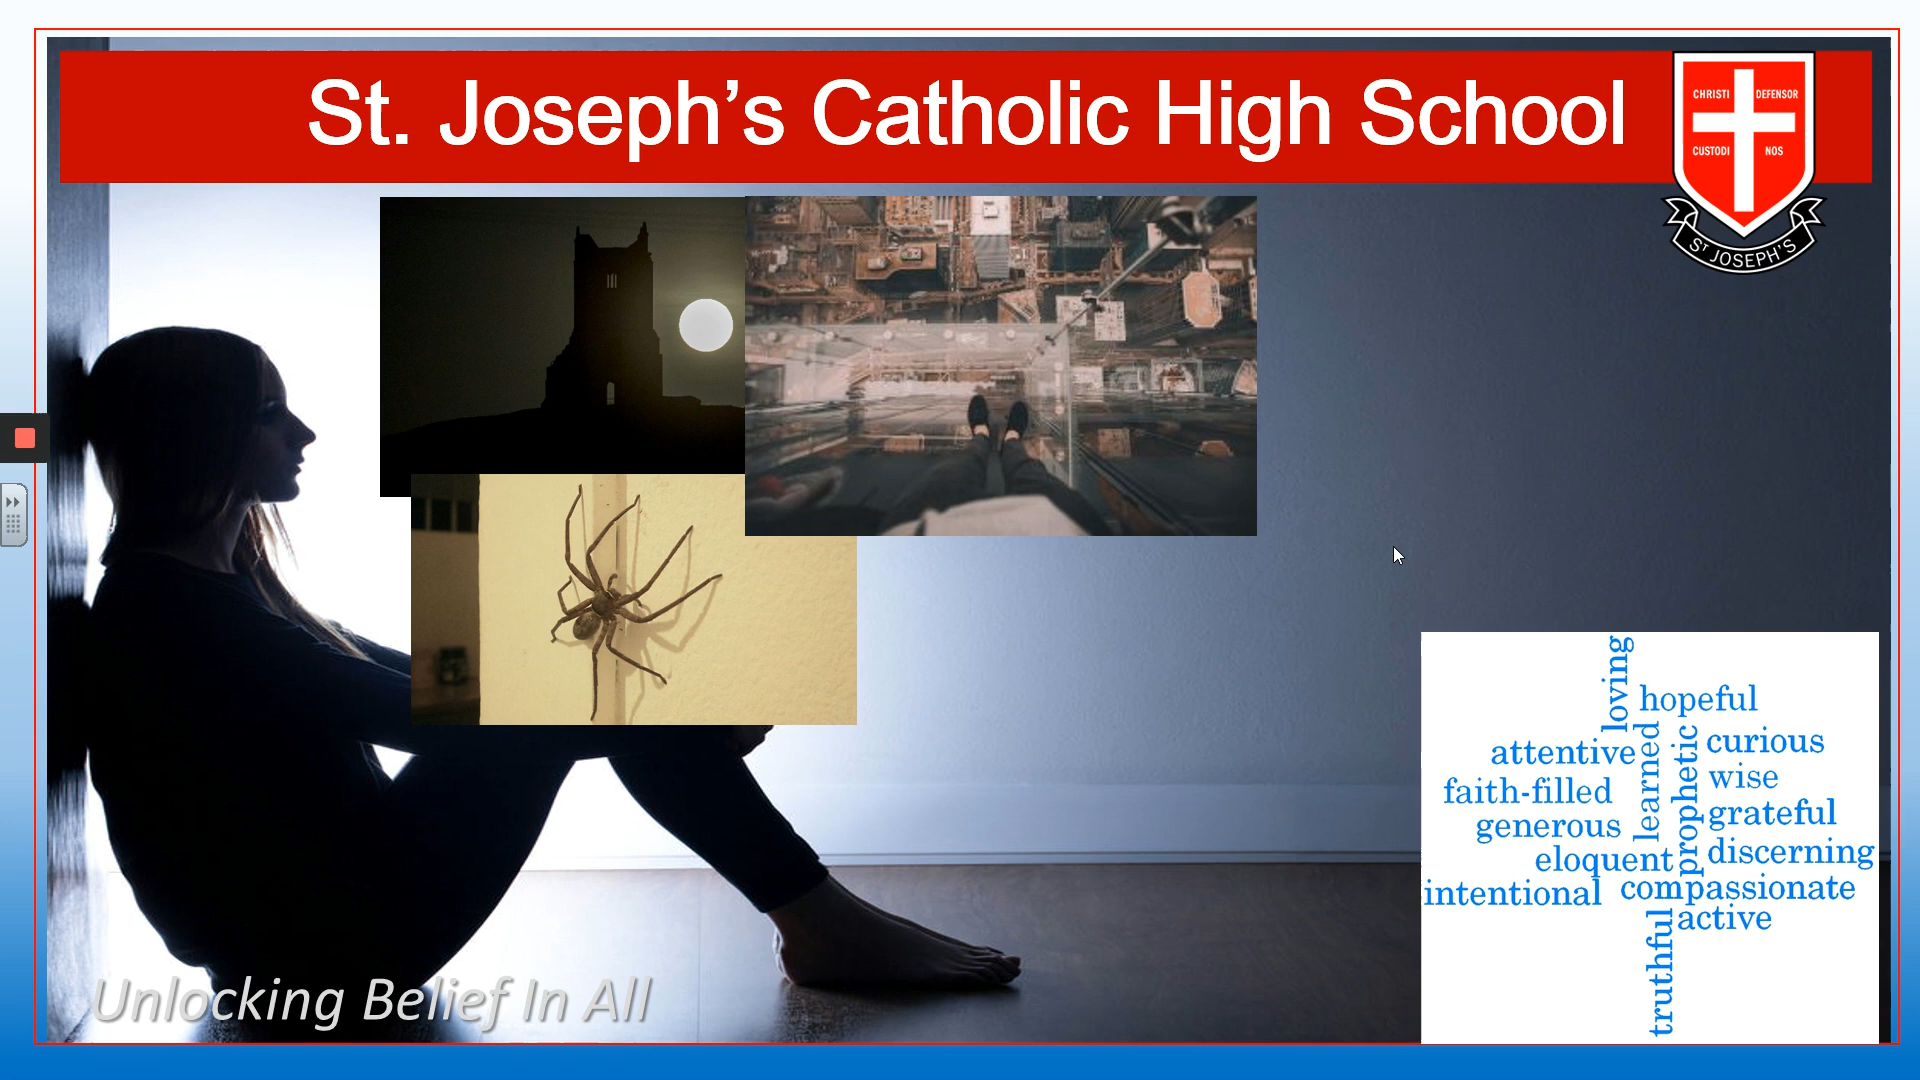 St. Joseph’s Catholic High School
CHRISTI DEFENSOR
CUSTODI NOS
ST JOSEPH'S
loving
hopeful
attentive
learned
prophetic
curious
faith-filled
wise
generous
grateful
eloquent
discerning
intentional
compassionate
active
truthful
Unlocking Belief In All